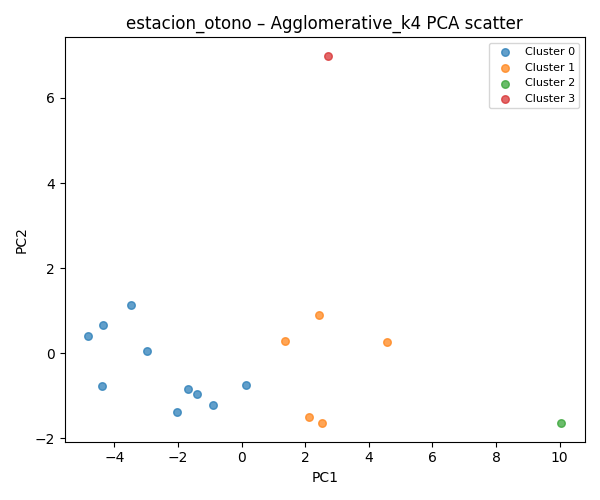 estacion_otono – Agglomerative_k4 PCA scatter
Cluster 0
Cluster 1
Cluster 2
Cluster 3
PC2
6
4
2
0
−2
−4
−2
0
2
4
6
8
10
PC1